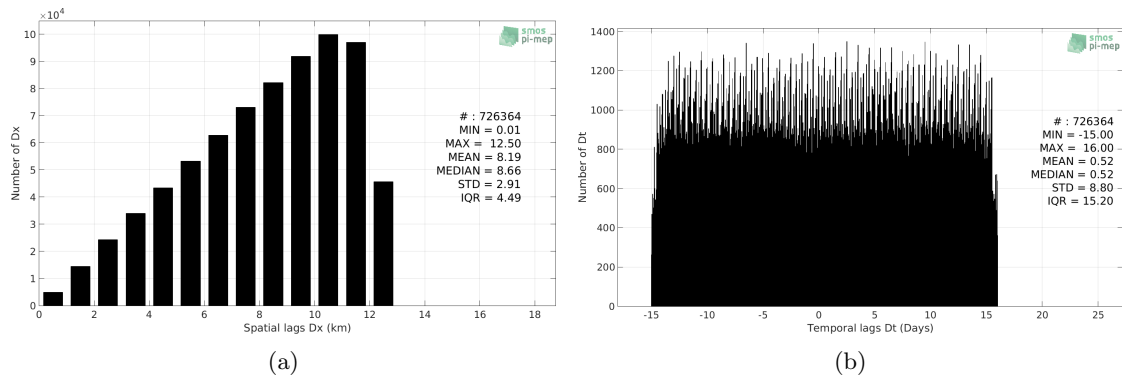 ×10⁴
10
9
8
7
6
5
4
3
2
1
0
Number of Dx
smos
pi-mep
# : 726364
MIN = 0.01
MAX = 12.50
MEAN = 8.19
MEDIAN = 8.66
STD = 2.91
IQR = 4.49
0 2 4 6 8 10 12 14 16 18
Spatial lags Dx (km)
(a)
1400
1200
1000
800
600
400
200
0
Number of Dt
smos
pi-mep
# : 726364
MIN = -15.00
MAX = 16.00
MEAN = 0.52
MEDIAN = 0.52
STD = 8.80
IQR = 15.20
-15 -10 -5 0 5 10 15 20 25
Temporal lags Dt (Days)
(b)